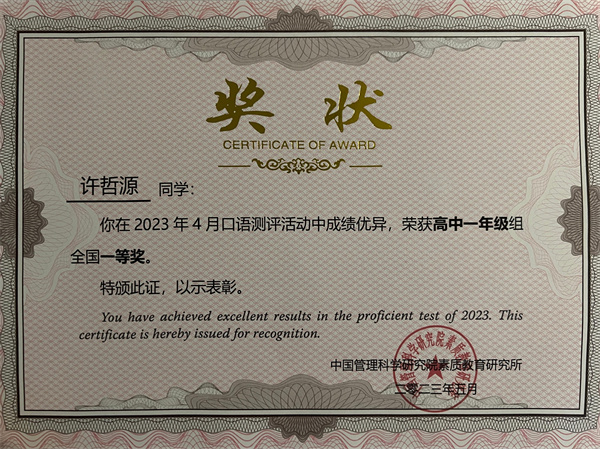 奖 状
CERTIFICATE OF AWARD
许哲源 同学：
你在 2023 年 4 月口语测评活动中成绩优异，荣获高中一年级组
全国一等奖。
特颁此证，以示表彰。
You have achieved excellent results in the proficient test of 2023. This
certificate is hereby issued for recognition.
中国管理科学研究院素质教育研究所
二零二三年五月